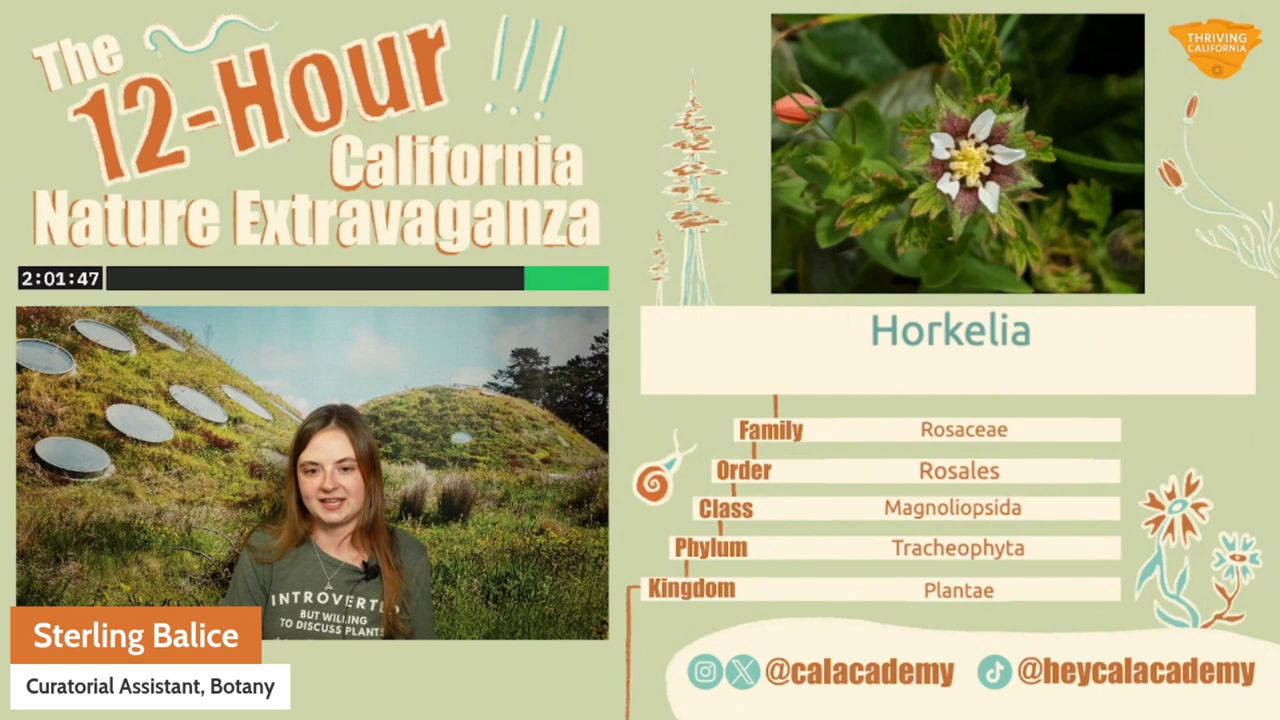 The
12-Hour
!!!
California
Nature Extravaganza
2:01:47
INTROVERTED
BUT WILLING
TO DISCUSS PLANTS
Sterling Balice
Curatorial Assistant, Botany
THRIVING
CALIFORNIA
Horkelia
Family Rosaceae
Order Rosales
Class Magnoliopsida
Phylum Tracheophyta
Kingdom Plantae
@calacademy @heycalacademy